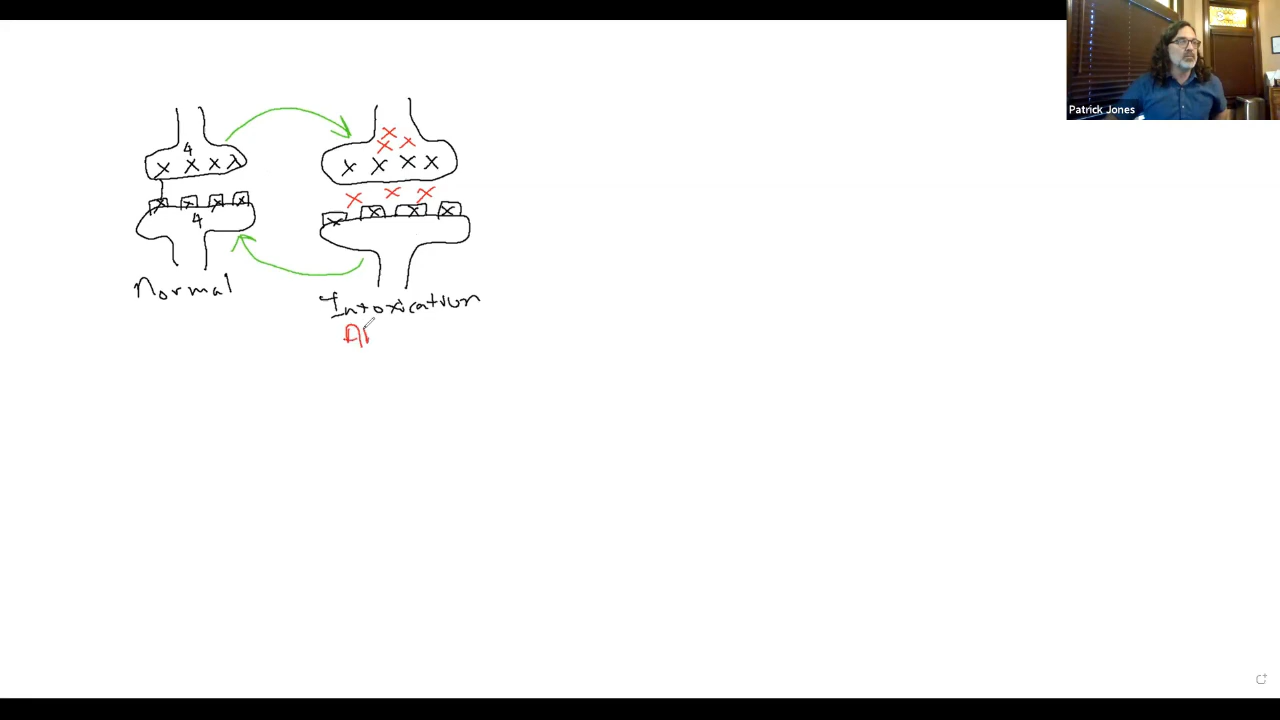 Patrick Jones
4
x x x x
x x x x
4
Normal
x
x x
x x x x
x x x
x x x x
Intoxication